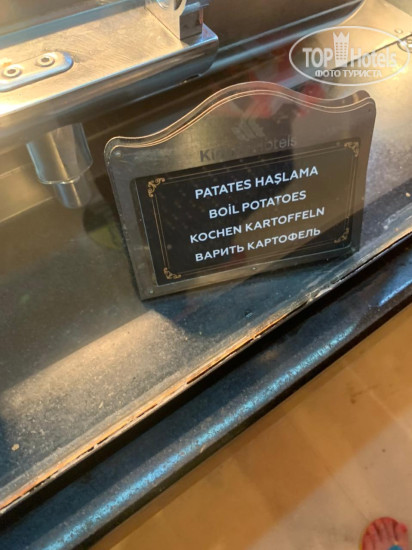 TOP Hotels
ФОТО ТУРИСТА
PATATES HAŞLAMA
BOİL POTATOES
KOCHEN KARTOFFELN
ВАРИТЬ КАРТОФЕЛЬ